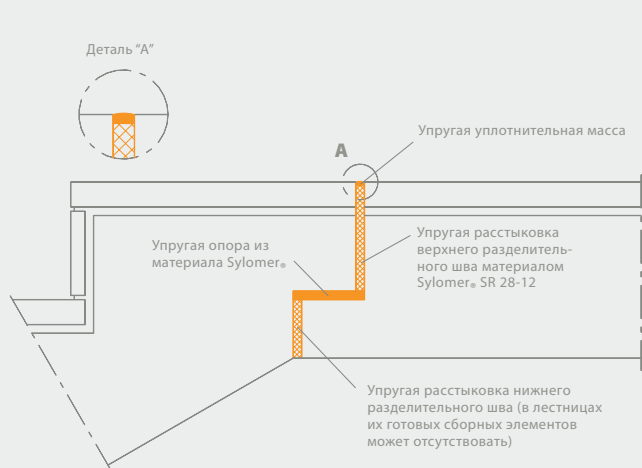 Деталь “A”
Упругая уплотнительная масса
A
Упругая опора из
материала Sylomer®
Упругая расстыковка
верхнего разделитель-
ного шва материалом
Sylomer® SR 28-12
Упругая расстыковка нижнего
разделительного шва (в лестницах
их готовых сборных элементов
может отсутствовать)